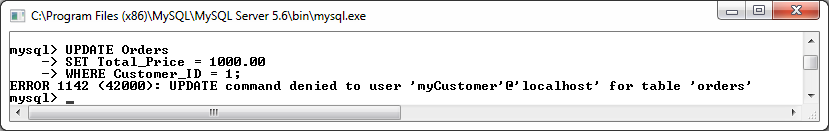 C:\Program Files (x86)\MySQL\MySQL Server 5.6\bin\mysql.exe
mysql> UPDATE Orders
    -> SET Total_Price = 1000.00
    -> WHERE Customer_ID = 1;
ERROR 1142 (42000): UPDATE command denied to user 'myCustomer'@'localhost' for table 'orders'
mysql> _